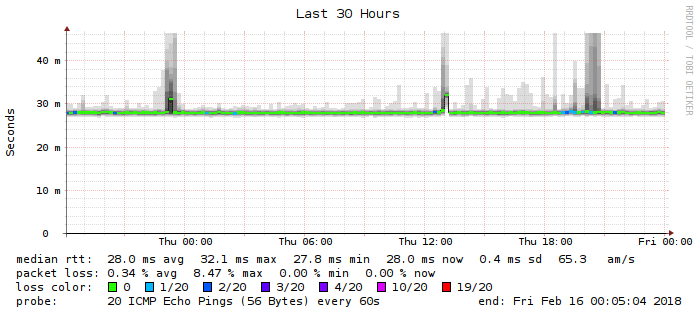 Last 30 Hours
RRDTOOL / TOBI OETIKER
Seconds
40 m
30 m
20 m
10 m
0
Thu 00:00 Thu 06:00 Thu 12:00 Thu 18:00 Fri 00:00
median rtt: 28.0 ms avg 32.1 ms max 27.8 ms min 28.0 ms now 0.4 ms sd 65.3 am/s
packet loss: 0.34 % avg 8.47 % max 0.00 % min 0.00 % now
loss color: 0 1/20 2/20 3/20 4/20 10/20 19/20
probe: 20 ICMP Echo Pings (56 Bytes) every 60s end: Fri Feb 16 00:05:04 2018